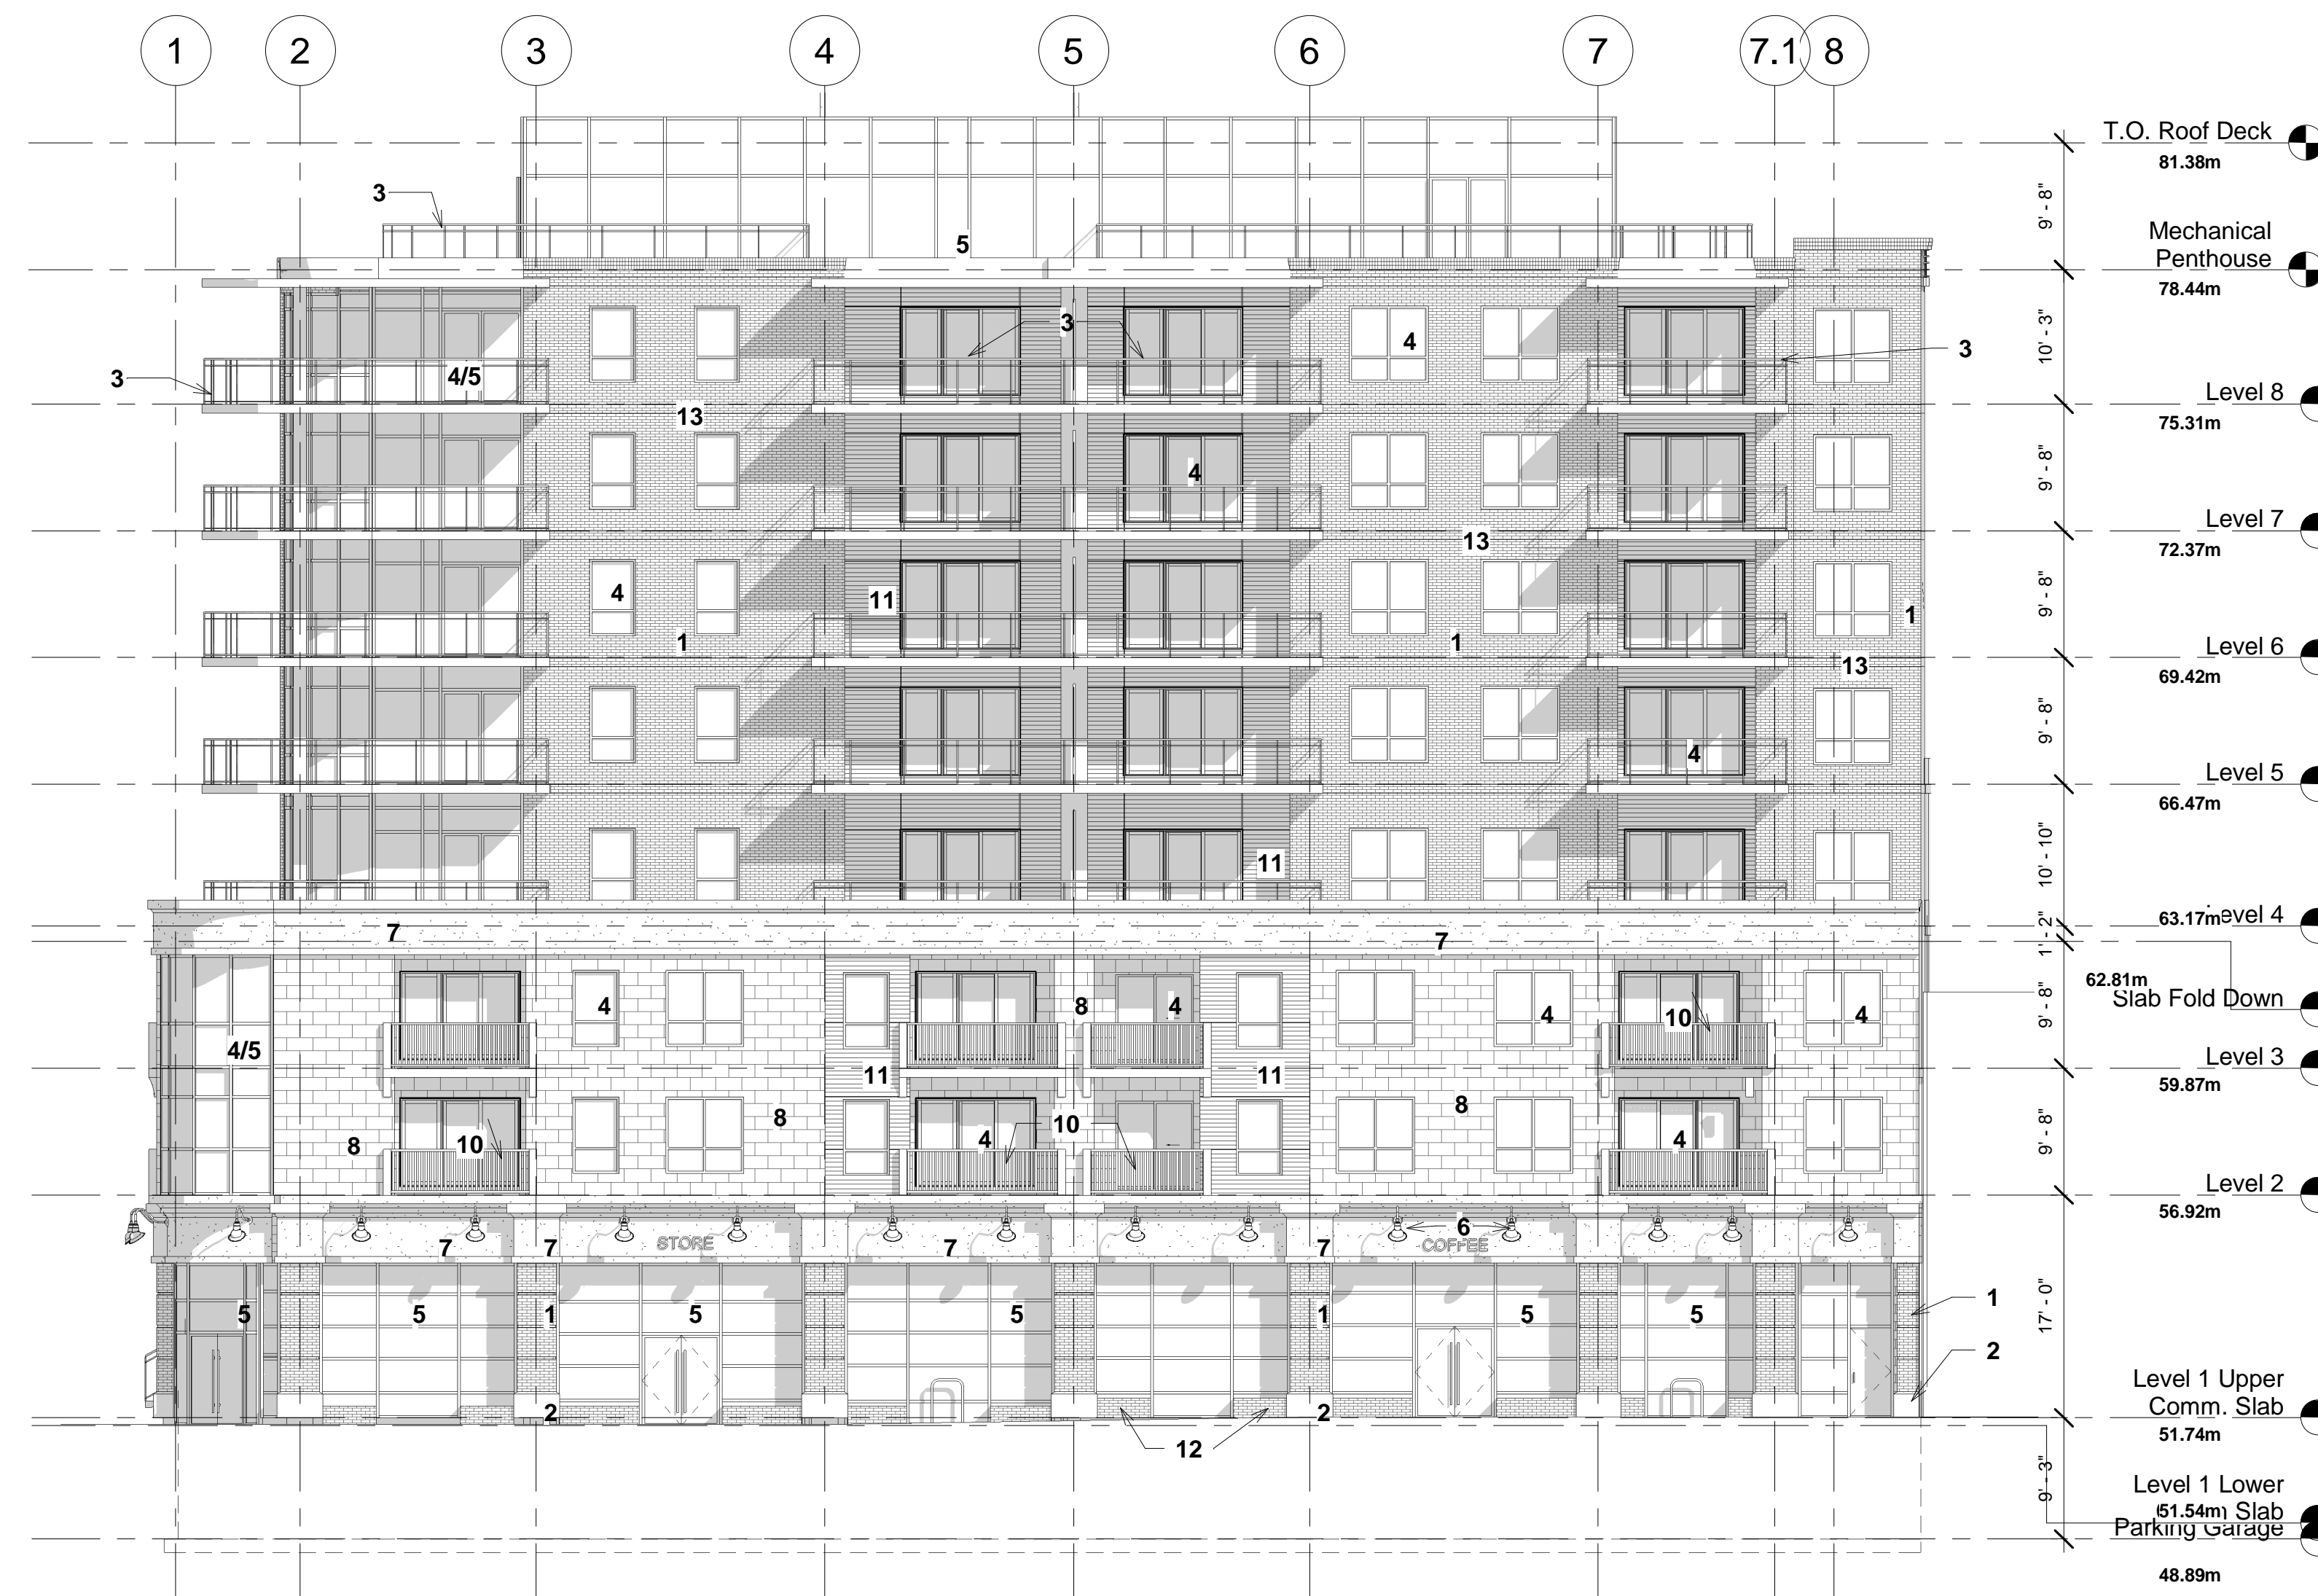 1 2 3 4 5 6 7 7.1 8
T.O. Roof Deck
81.38m
9' - 8"
3
5
Mechanical
Penthouse
78.44m
10' - 3"
3
4
3
3
4/5
Level 8
75.31m
13
9' - 8"
4
Level 7
72.37m
13
9' - 8"
4
11
1
1
1
Level 6
69.42m
13
9' - 8"
4
Level 5
66.47m
10' - 10"
11
63.17m
evel 4
7
7
1' - 2"
62.81m
Slab Fold Down
4
8
4
4
10
4
9' - 8"
4/5
11
11
Level 3
59.87m
8
8
10
4
10
4
8
9' - 8"
Level 2
56.92m
6
STORE
COFFEE
7
7
7
7
5
5
1
5
5
1
5
5
1
17' - 0"
2
Level 1 Upper
Comm. Slab
51.74m
2
2
12
9' - 3"
Level 1 Lower
51.54m Slab
Parking Garage
48.89m